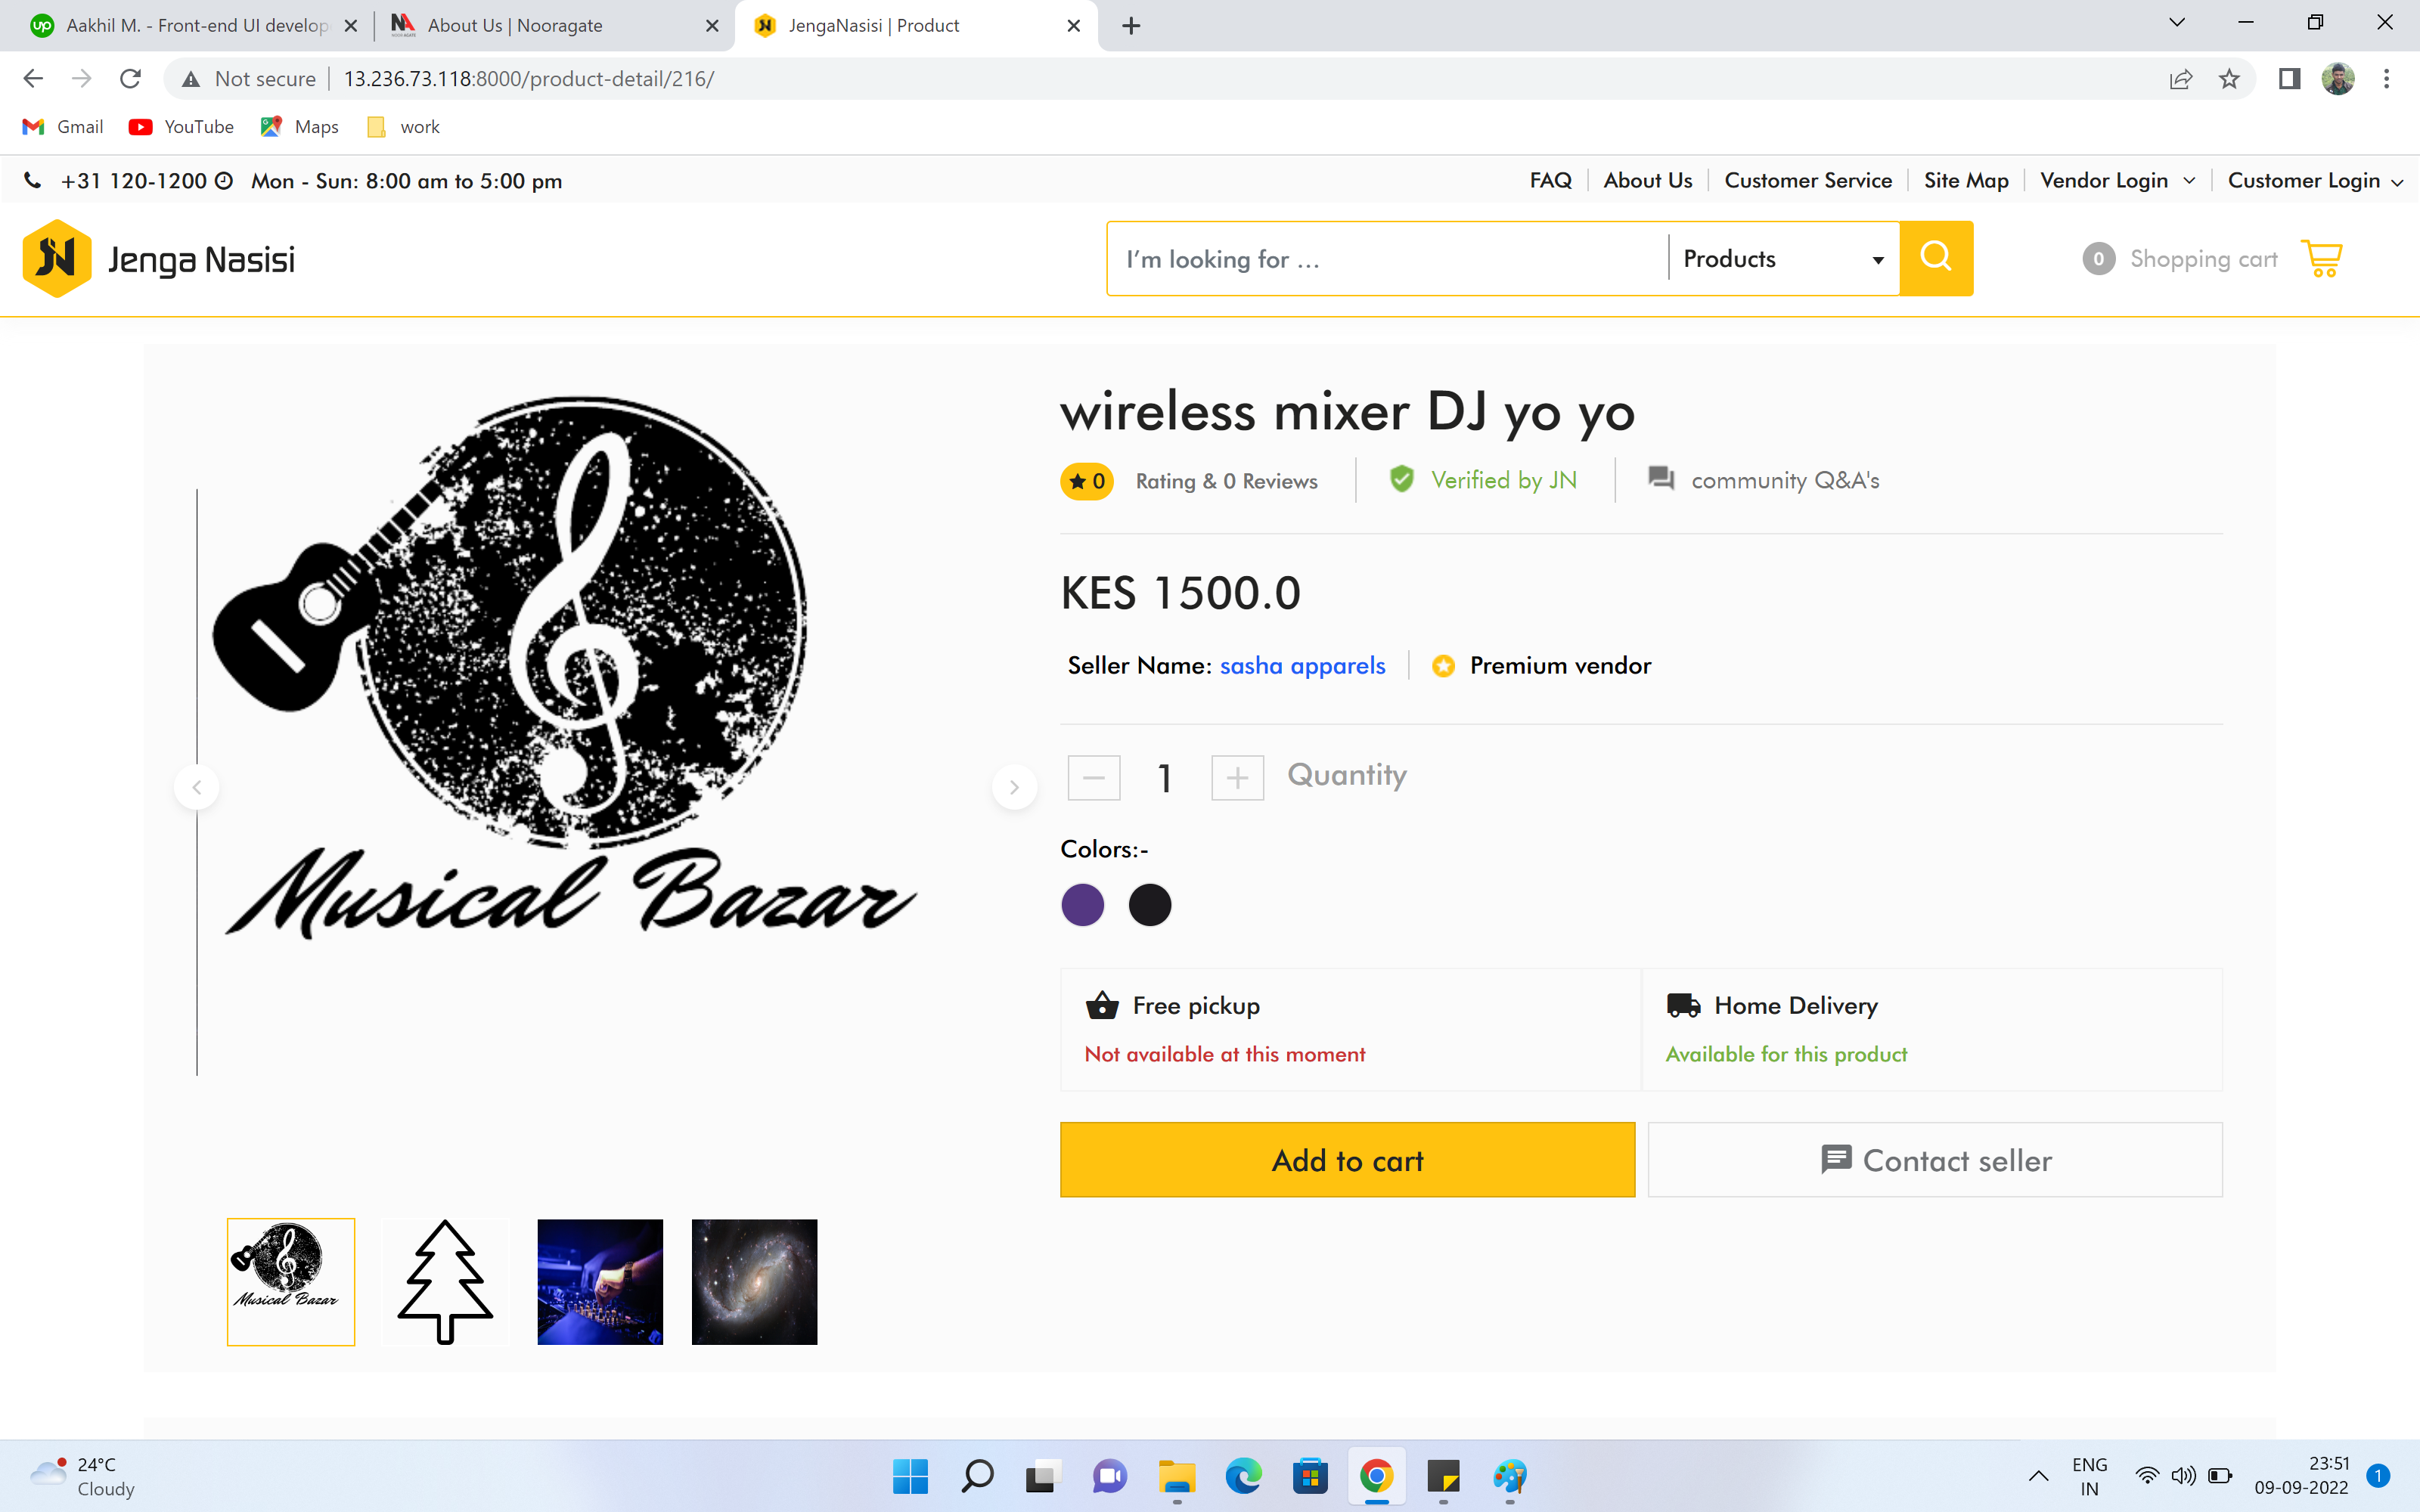 up Aakhil M. - Front-end UI develop
NA About Us | Nooragate
JengaNasisi | Product
Not secure
13.236.73.118:8000/product-detail/216/
Gmail
YouTube
Maps
work
+31 120-1200 Mon - Sun: 8:00 am to 5:00 pm
FAQ
About Us
Customer Service
Site Map
Vendor Login
Customer Login
JN Jenga Nasisi
I'm looking for ...
Products
0 Shopping cart
Musical Bazar
wireless mixer DJ yo yo
0 Rating & 0 Reviews
Verified by JN
community Q&A's
KES 1500.0
Seller Name: sasha apparels
Premium vendor
1
Quantity
Colors:-
Free pickup
Not available at this moment
Home Delivery
Available for this product
Add to cart
Contact seller
Musical Bazar
24°C
Cloudy
ENG
IN
23:51
09-09-2022
1